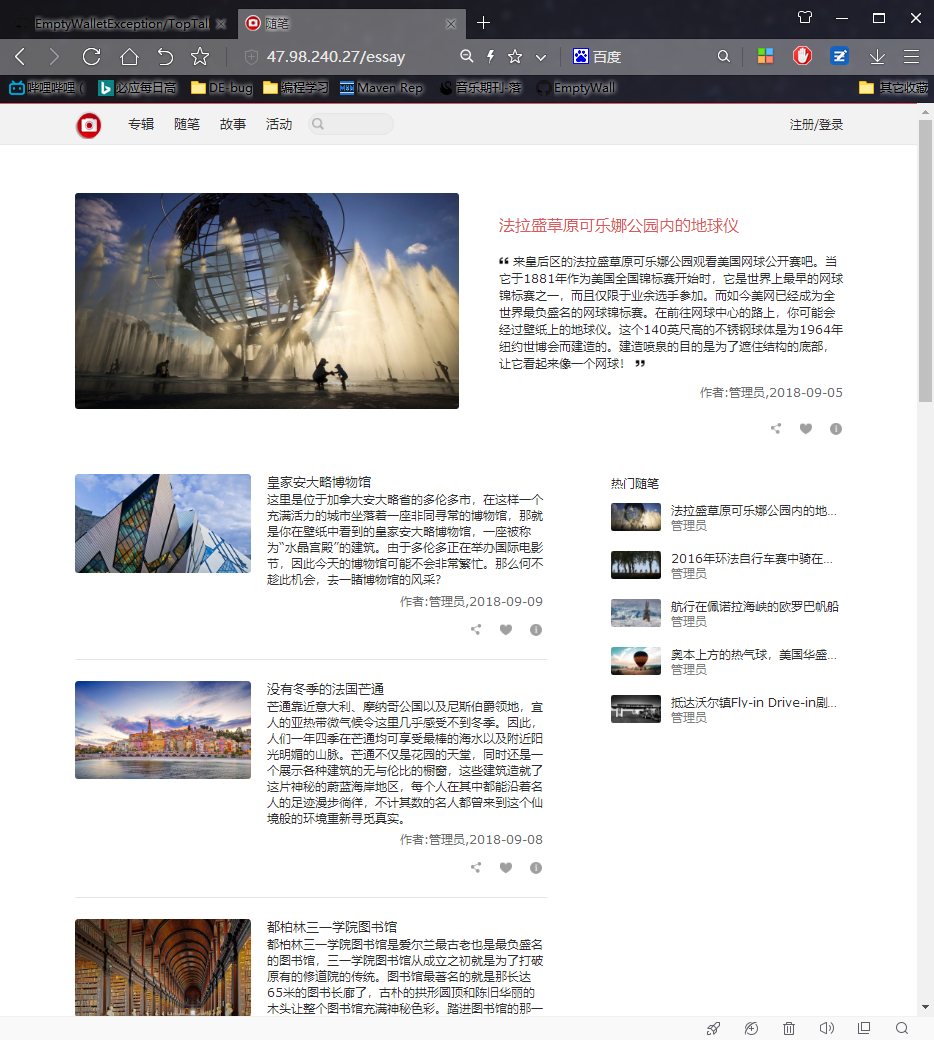 EmptyWalletException/TopTal
随笔
47.98.240.27/essay
百度
哔哩哔哩 (
必应每日高
DE-bug
编程学习
Maven Rep
音乐期刊-落
EmptyWall
其它收藏
专辑 随笔 故事 活动
注册/登录
法拉盛草原可乐娜公园内的地球仪
❝ 来皇后区的法拉盛草原可乐娜公园观看美国网球公开赛吧。当
它于1881年作为美国全国锦标赛开始时，它是世界上最早的网球
锦标赛之一，而且仅限于业余选手参加。而如今美网已经成为全
世界最负盛名的网球锦标赛。在前往网球中心的路上，你可能会
经过壁纸上的地球仪。这个140英尺高的不锈钢球体是为1964年
纽约世博会而建造的。建造喷泉的目的是为了遮住结构的底部，
让它看起来像一个网球！ ❞
作者:管理员,2018-09-05
皇家安大略博物馆
这里是位于加拿大安大略省的多伦多市，在这样一个
充满活力的城市坐落着一座非同寻常的博物馆，那就
是你在壁纸中看到的皇家安大略博物馆，一座被称
为“水晶宫殿”的建筑。由于多伦多正在举办国际电影
节，因此今天的博物馆可能不会非常繁忙。那么何不
趁此机会，去一睹博物馆的风采?
作者:管理员,2018-09-09
没有冬季的法国芒通
芒通靠近意大利、摩纳哥公国以及尼斯伯爵领地，宜
人的亚热带微气候令这里几乎感受不到冬季。因此，
人们一年四季在芒通均可享受最棒的海水以及附近阳
光明媚的山脉。芒通不仅是花园的天堂，同时还是一
个展示各种建筑的无与伦比的橱窗，这些建筑造就了
这片神秘的蔚蓝海岸地区，每个人在其中都能沿着名
人的足迹漫步徜徉，不计其数的名人都曾来到这个仙
境般的环境重新寻觅真实。
作者:管理员,2018-09-08
都柏林三一学院图书馆
都柏林三一学院图书馆是爱尔兰最古老也是最负盛名
的图书馆，三一学院图书馆从成立之初就是为了打破
原有的修道院的传统。图书馆最著名的就是那长达
65米的图书长廊了，古朴的拱形圆顶和陈旧华丽的
木头让整个图书馆充满神秘色彩。踏进图书馆的那一
热门随笔
法拉盛草原可乐娜公园内的地...
管理员
2016年环法自行车赛中骑在...
管理员
航行在佩诺拉海峡的欧罗巴帆船
管理员
奥本上方的热气球，美国华盛...
管理员
抵达沃尔镇Fly-in Drive-in剧...
管理员